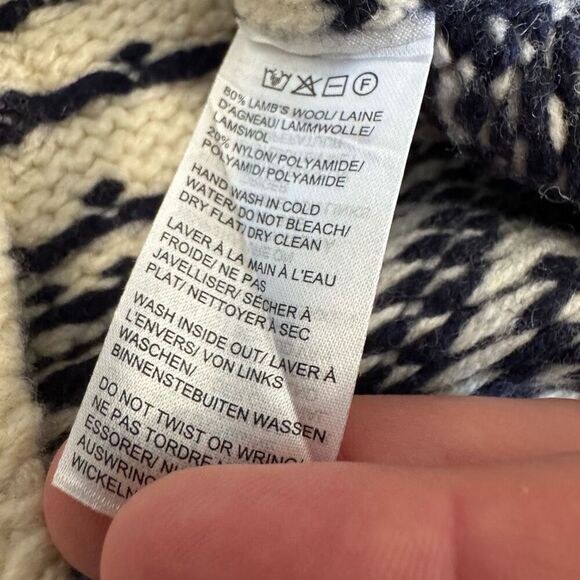 F
80% LAMB'S WOOL/ LAINE
D'AGNEAU/ LAMMWOLLE/
LAMSWOL
20% NYLON/ POLYAMIDE/
POLYAMID/ POLYAMIDE
HAND WASH IN COLD
WATER/ DO NOT BLEACH/
DRY FLAT/ DRY CLEAN
LAVER À LA MAIN À L'EAU
FROIDE/ NE PAS
JAVELLISER/ SÉCHER À
PLAT/ NETTOYER À SEC
WASH INSIDE OUT/ LAVER À
L'ENVERS/ VON LINKS
WASCHEN/
BINNENSTEBUITEN WASSEN
DO NOT TWIST OR WRING/
NE PAS TORDRE
ESSORER/
AUSWRING
WICKELN